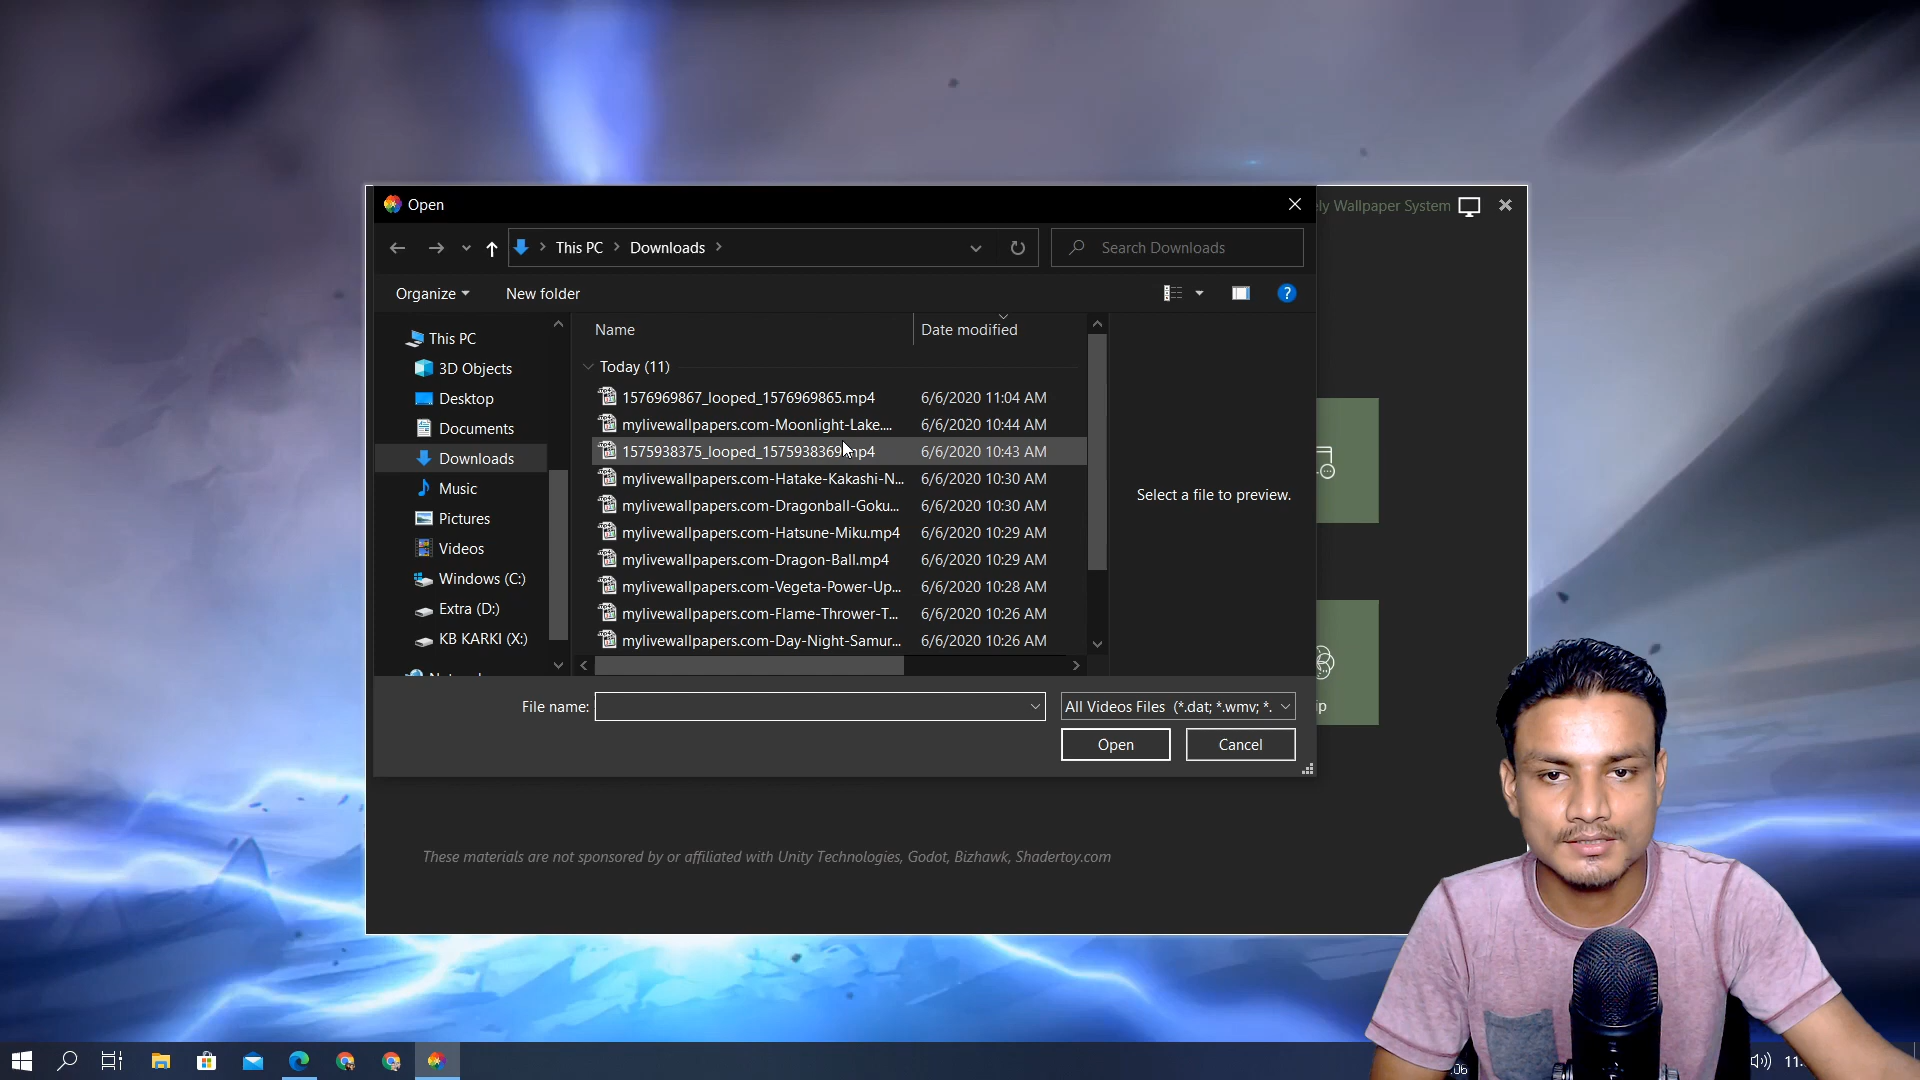 Open
ly Wallpaper System
This PC
Downloads
Search Downloads
Organize
New folder
?
This PC
3D Objects
Desktop
Documents
Downloads
Music
Pictures
Videos
Windows (C:)
Extra (D:)
KB KARKI (X:)
Name
Date modified
Today (11)
1576969867_looped_1576969865.mp4 6/6/2020 11:04 AM
mylivewallpapers.com-Moonlight-Lake.... 6/6/2020 10:44 AM
1575938375_looped_1575938369.mp4 6/6/2020 10:43 AM
mylivewallpapers.com-Hatake-Kakashi-N... 6/6/2020 10:30 AM
mylivewallpapers.com-Dragonball-Goku... 6/6/2020 10:30 AM
mylivewallpapers.com-Hatsune-Miku.mp4 6/6/2020 10:29 AM
mylivewallpapers.com-Dragon-Ball.mp4 6/6/2020 10:29 AM
mylivewallpapers.com-Vegeta-Power-Up... 6/6/2020 10:28 AM
mylivewallpapers.com-Flame-Thrower-T... 6/6/2020 10:26 AM
mylivewallpapers.com-Day-Night-Samur... 6/6/2020 10:26 AM
Select a file to preview.
File name:
All Videos Files (*.dat; *.wmv; *.
ip
Open
Cancel
These materials are not sponsored by or affiliated with Unity Technologies, Godot, Bizhawk, Shadertoy.com
:06
11: